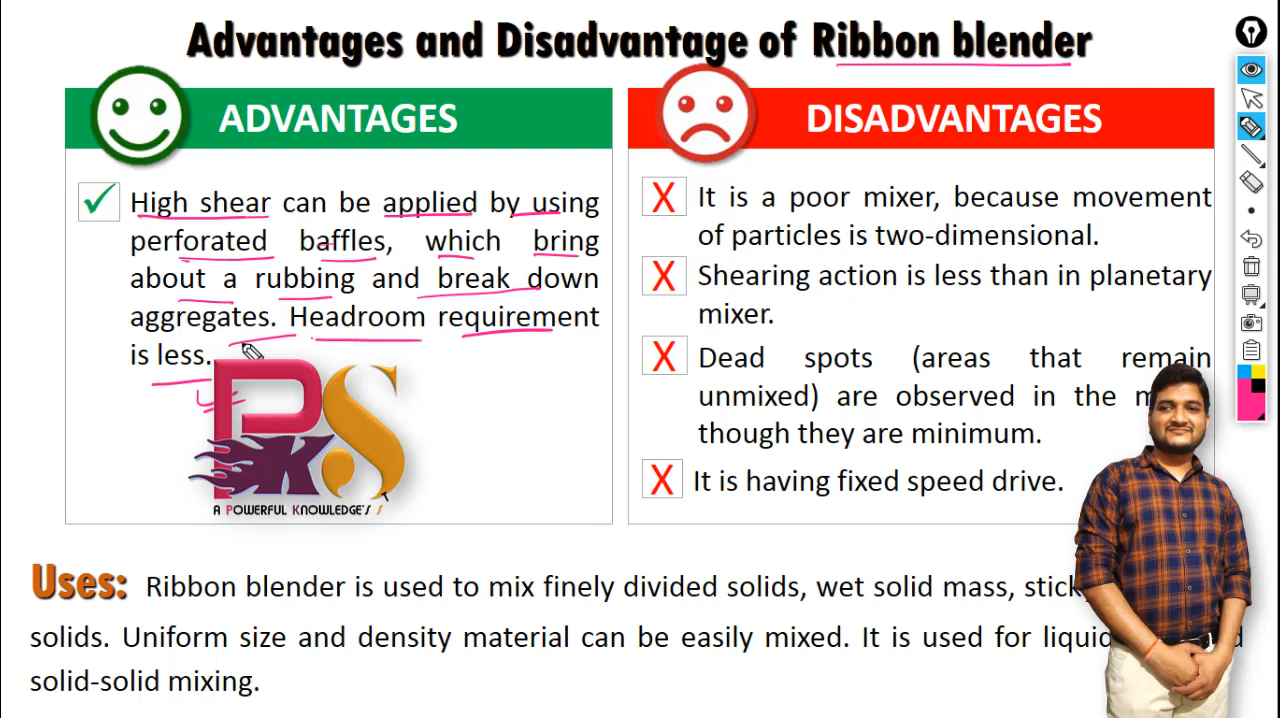 Advantages and Disadvantage of Ribbon blender
ADVANTAGES
High shear can be applied by using
perforated baffles, which bring
about a rubbing and break down
aggregates. Headroom requirement
is less.
PKS
A POWERFUL KNOWLEDGE'S S
DISADVANTAGES
X It is a poor mixer, because movement
of particles is two-dimensional.
X Shearing action is less than in planetary
mixer.
X Dead spots (areas that remain
unmixed) are observed in the
though they are minimum.
X It is having fixed speed drive.
Uses: Ribbon blender is used to mix finely divided solids, wet solid mass,
solids. Uniform size and density material can be easily mixed. It is used for
solid-solid mixing.